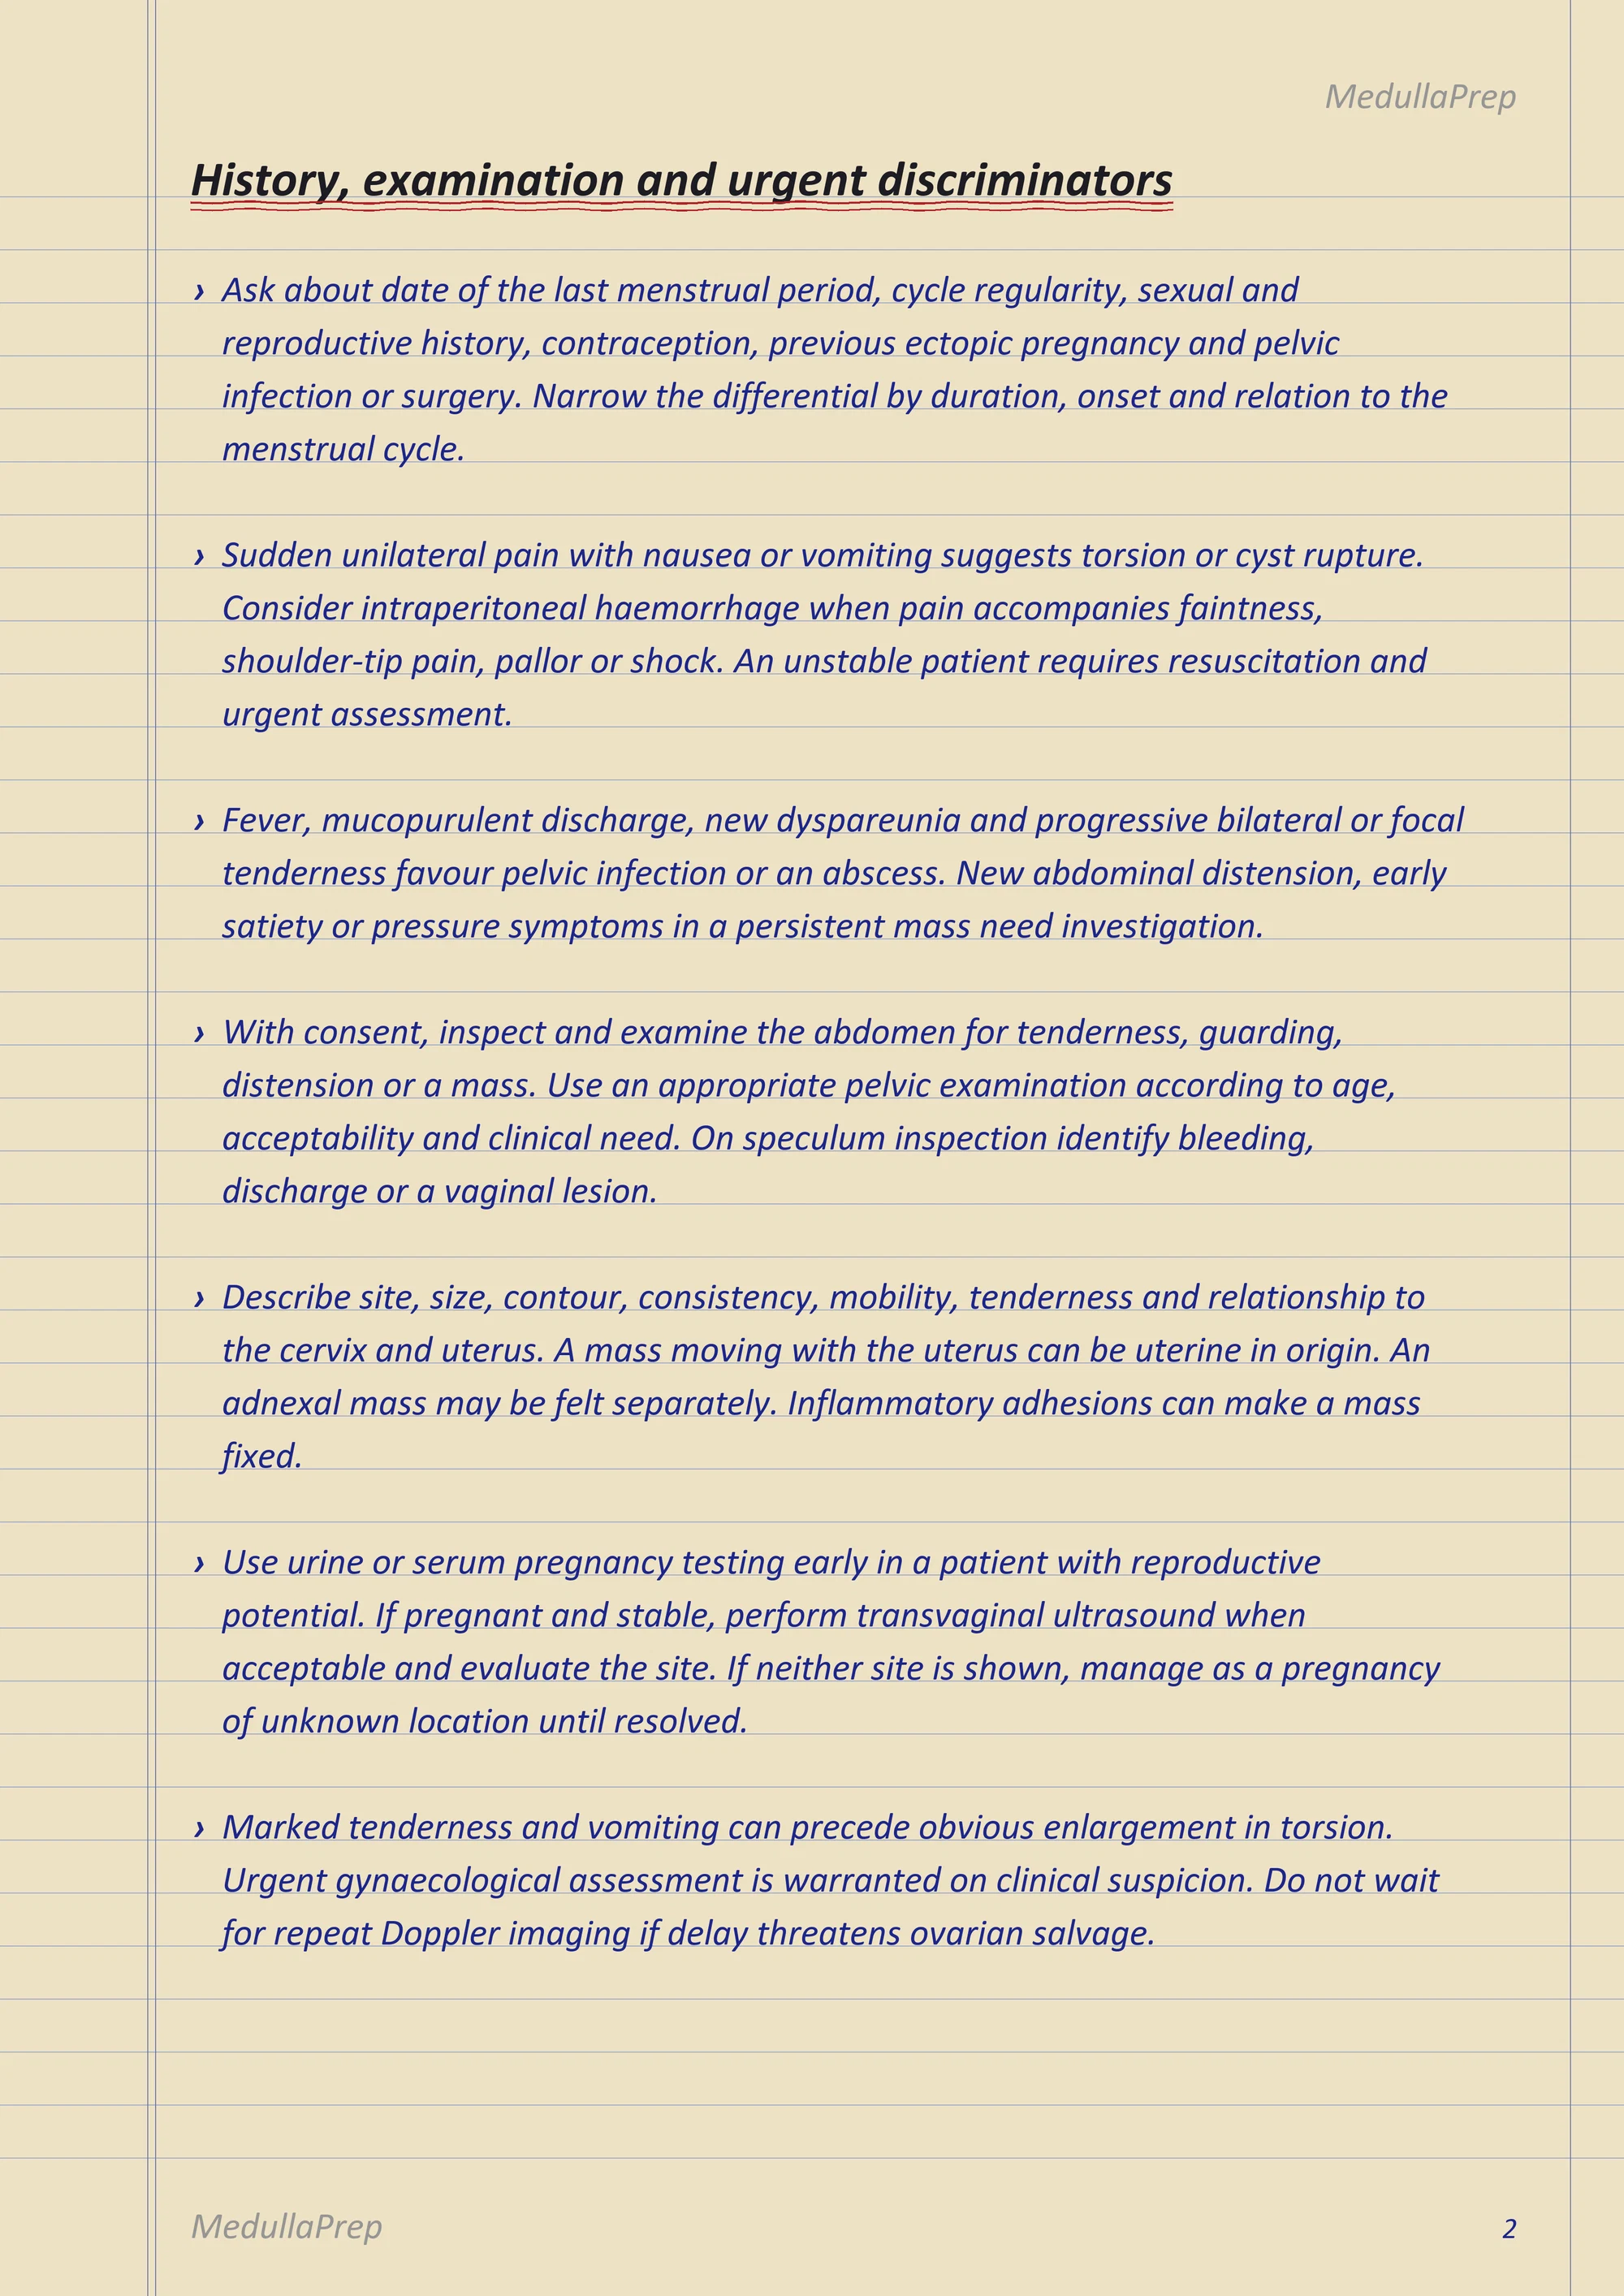 MedullaPrep
History, examination and urgent discriminators
› Ask about date of the last menstrual period, cycle regularity, sexual and
reproductive history, contraception, previous ectopic pregnancy and pelvic
infection or surgery. Narrow the differential by duration, onset and relation to the
menstrual cycle.
› Sudden unilateral pain with nausea or vomiting suggests torsion or cyst rupture.
Consider intraperitoneal haemorrhage when pain accompanies faintness,
shoulder-tip pain, pallor or shock. An unstable patient requires resuscitation and
urgent assessment.
› Fever, mucopurulent discharge, new dyspareunia and progressive bilateral or focal
tenderness favour pelvic infection or an abscess. New abdominal distension, early
satiety or pressure symptoms in a persistent mass need investigation.
› With consent, inspect and examine the abdomen for tenderness, guarding,
distension or a mass. Use an appropriate pelvic examination according to age,
acceptability and clinical need. On speculum inspection identify bleeding,
discharge or a vaginal lesion.
› Describe site, size, contour, consistency, mobility, tenderness and relationship to
the cervix and uterus. A mass moving with the uterus can be uterine in origin. An
adnexal mass may be felt separately. Inflammatory adhesions can make a mass
fixed.
› Use urine or serum pregnancy testing early in a patient with reproductive
potential. If pregnant and stable, perform transvaginal ultrasound when
acceptable and evaluate the site. If neither site is shown, manage as a pregnancy
of unknown location until resolved.
› Marked tenderness and vomiting can precede obvious enlargement in torsion.
Urgent gynaecological assessment is warranted on clinical suspicion. Do not wait
for repeat Doppler imaging if delay threatens ovarian salvage.
MedullaPrep
2